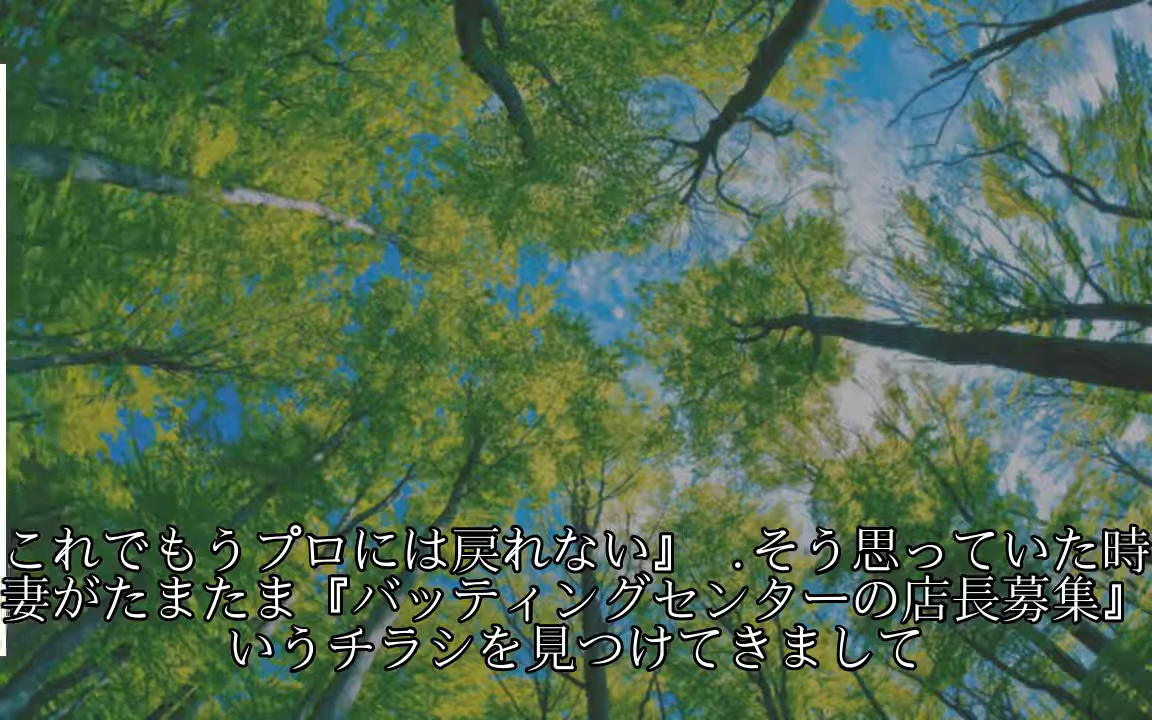 これでもうプロには戻れない』 .そう思っていた時
妻がたまたま『バッティングセンターの店長募集』
いうチラシを見つけてきまして